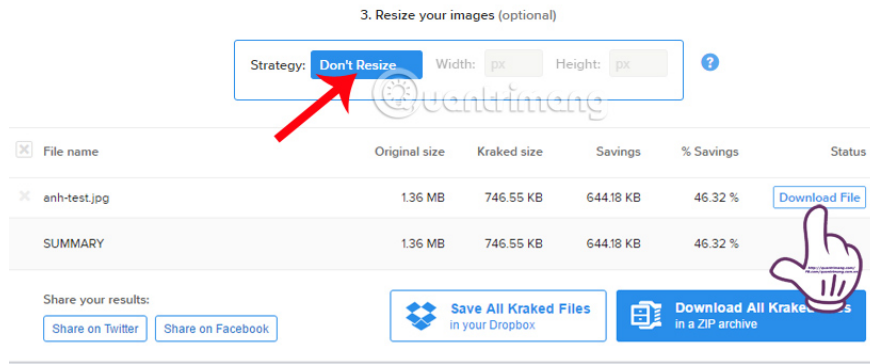 3. Resize your images (optional)
Strategy: Don't Resize Width: px Height: px ?
Quantrimang
File name Original size Kraked size Savings % Savings Status
anh-test.jpg 1.36 MB 746.55 KB 644.18 KB 46.32 % Download File
SUMMARY 1.36 MB 746.55 KB 644.18 KB 46.32 %
Share your results:
Share on Twitter Share on Facebook
Save All Kraked Files
in your Dropbox
Download All Kraked
in a ZIP archive